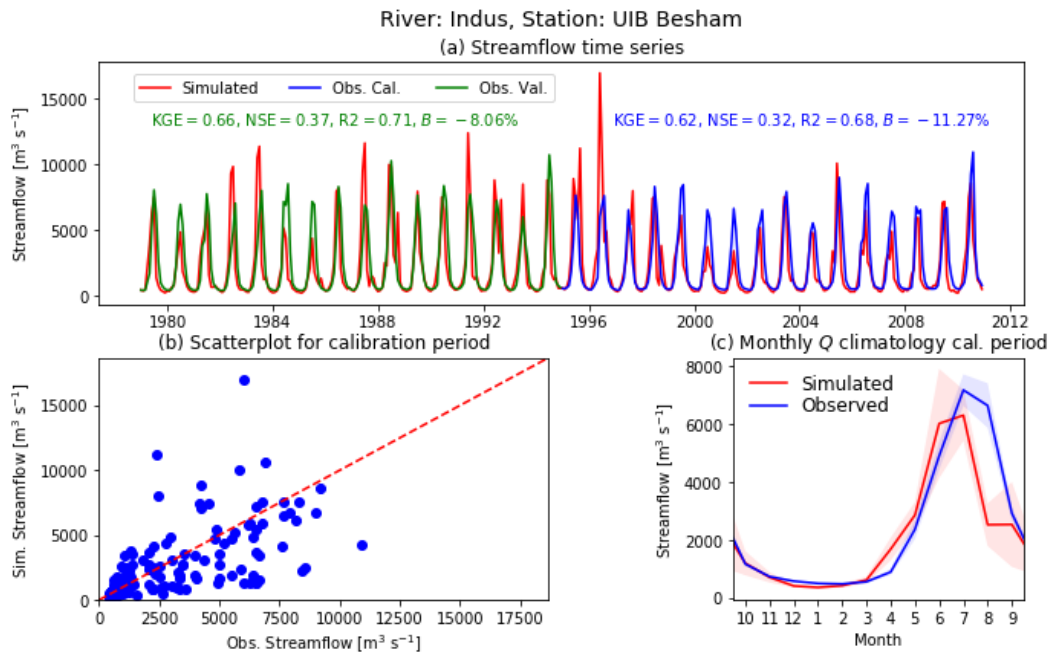 River: Indus, Station: UIB Besham
(a) Streamflow time series
Simulated Obs. Cal. Obs. Val.
KGE = 0.66, NSE = 0.37, R2 = 0.71, B = −8.06%
KGE = 0.62, NSE = 0.32, R2 = 0.68, B = −11.27%
Streamflow [m³ s⁻¹]
15000
10000
5000
0
1980 1984 1988 1992 1996 2000 2004 2008 2012
(b) Scatterplot for calibration period
Sim. Streamflow [m³ s⁻¹]
15000
10000
5000
0
0 2500 5000 7500 10000 12500 15000 17500
Obs. Streamflow [m³ s⁻¹]
(c) Monthly Q climatology cal. period
Simulated
Observed
Streamflow [m³ s⁻¹]
8000
6000
4000
2000
0
10 11 12 1 2 3 4 5 6 7 8 9
Month